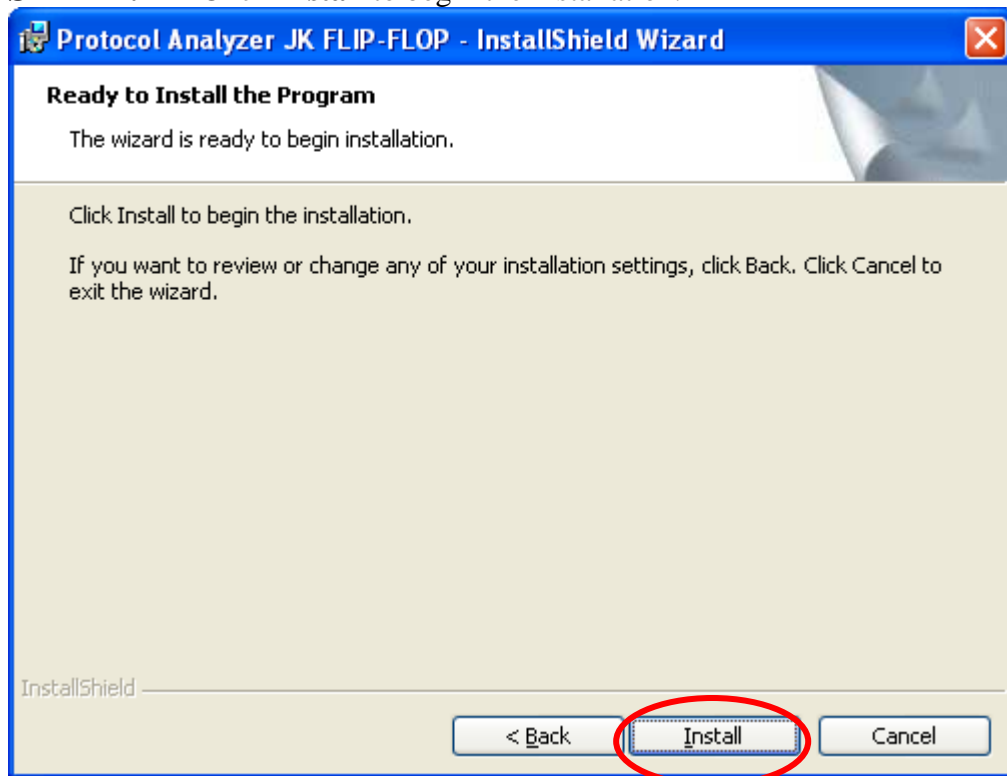 Protocol Analyzer JK FLIP-FLOP - InstallShield Wizard
Ready to Install the Program
The wizard is ready to begin installation.
Click Install to begin the installation.
If you want to review or change any of your installation settings, click Back. Click Cancel to
exit the wizard.
InstallShield
< Back Install Cancel